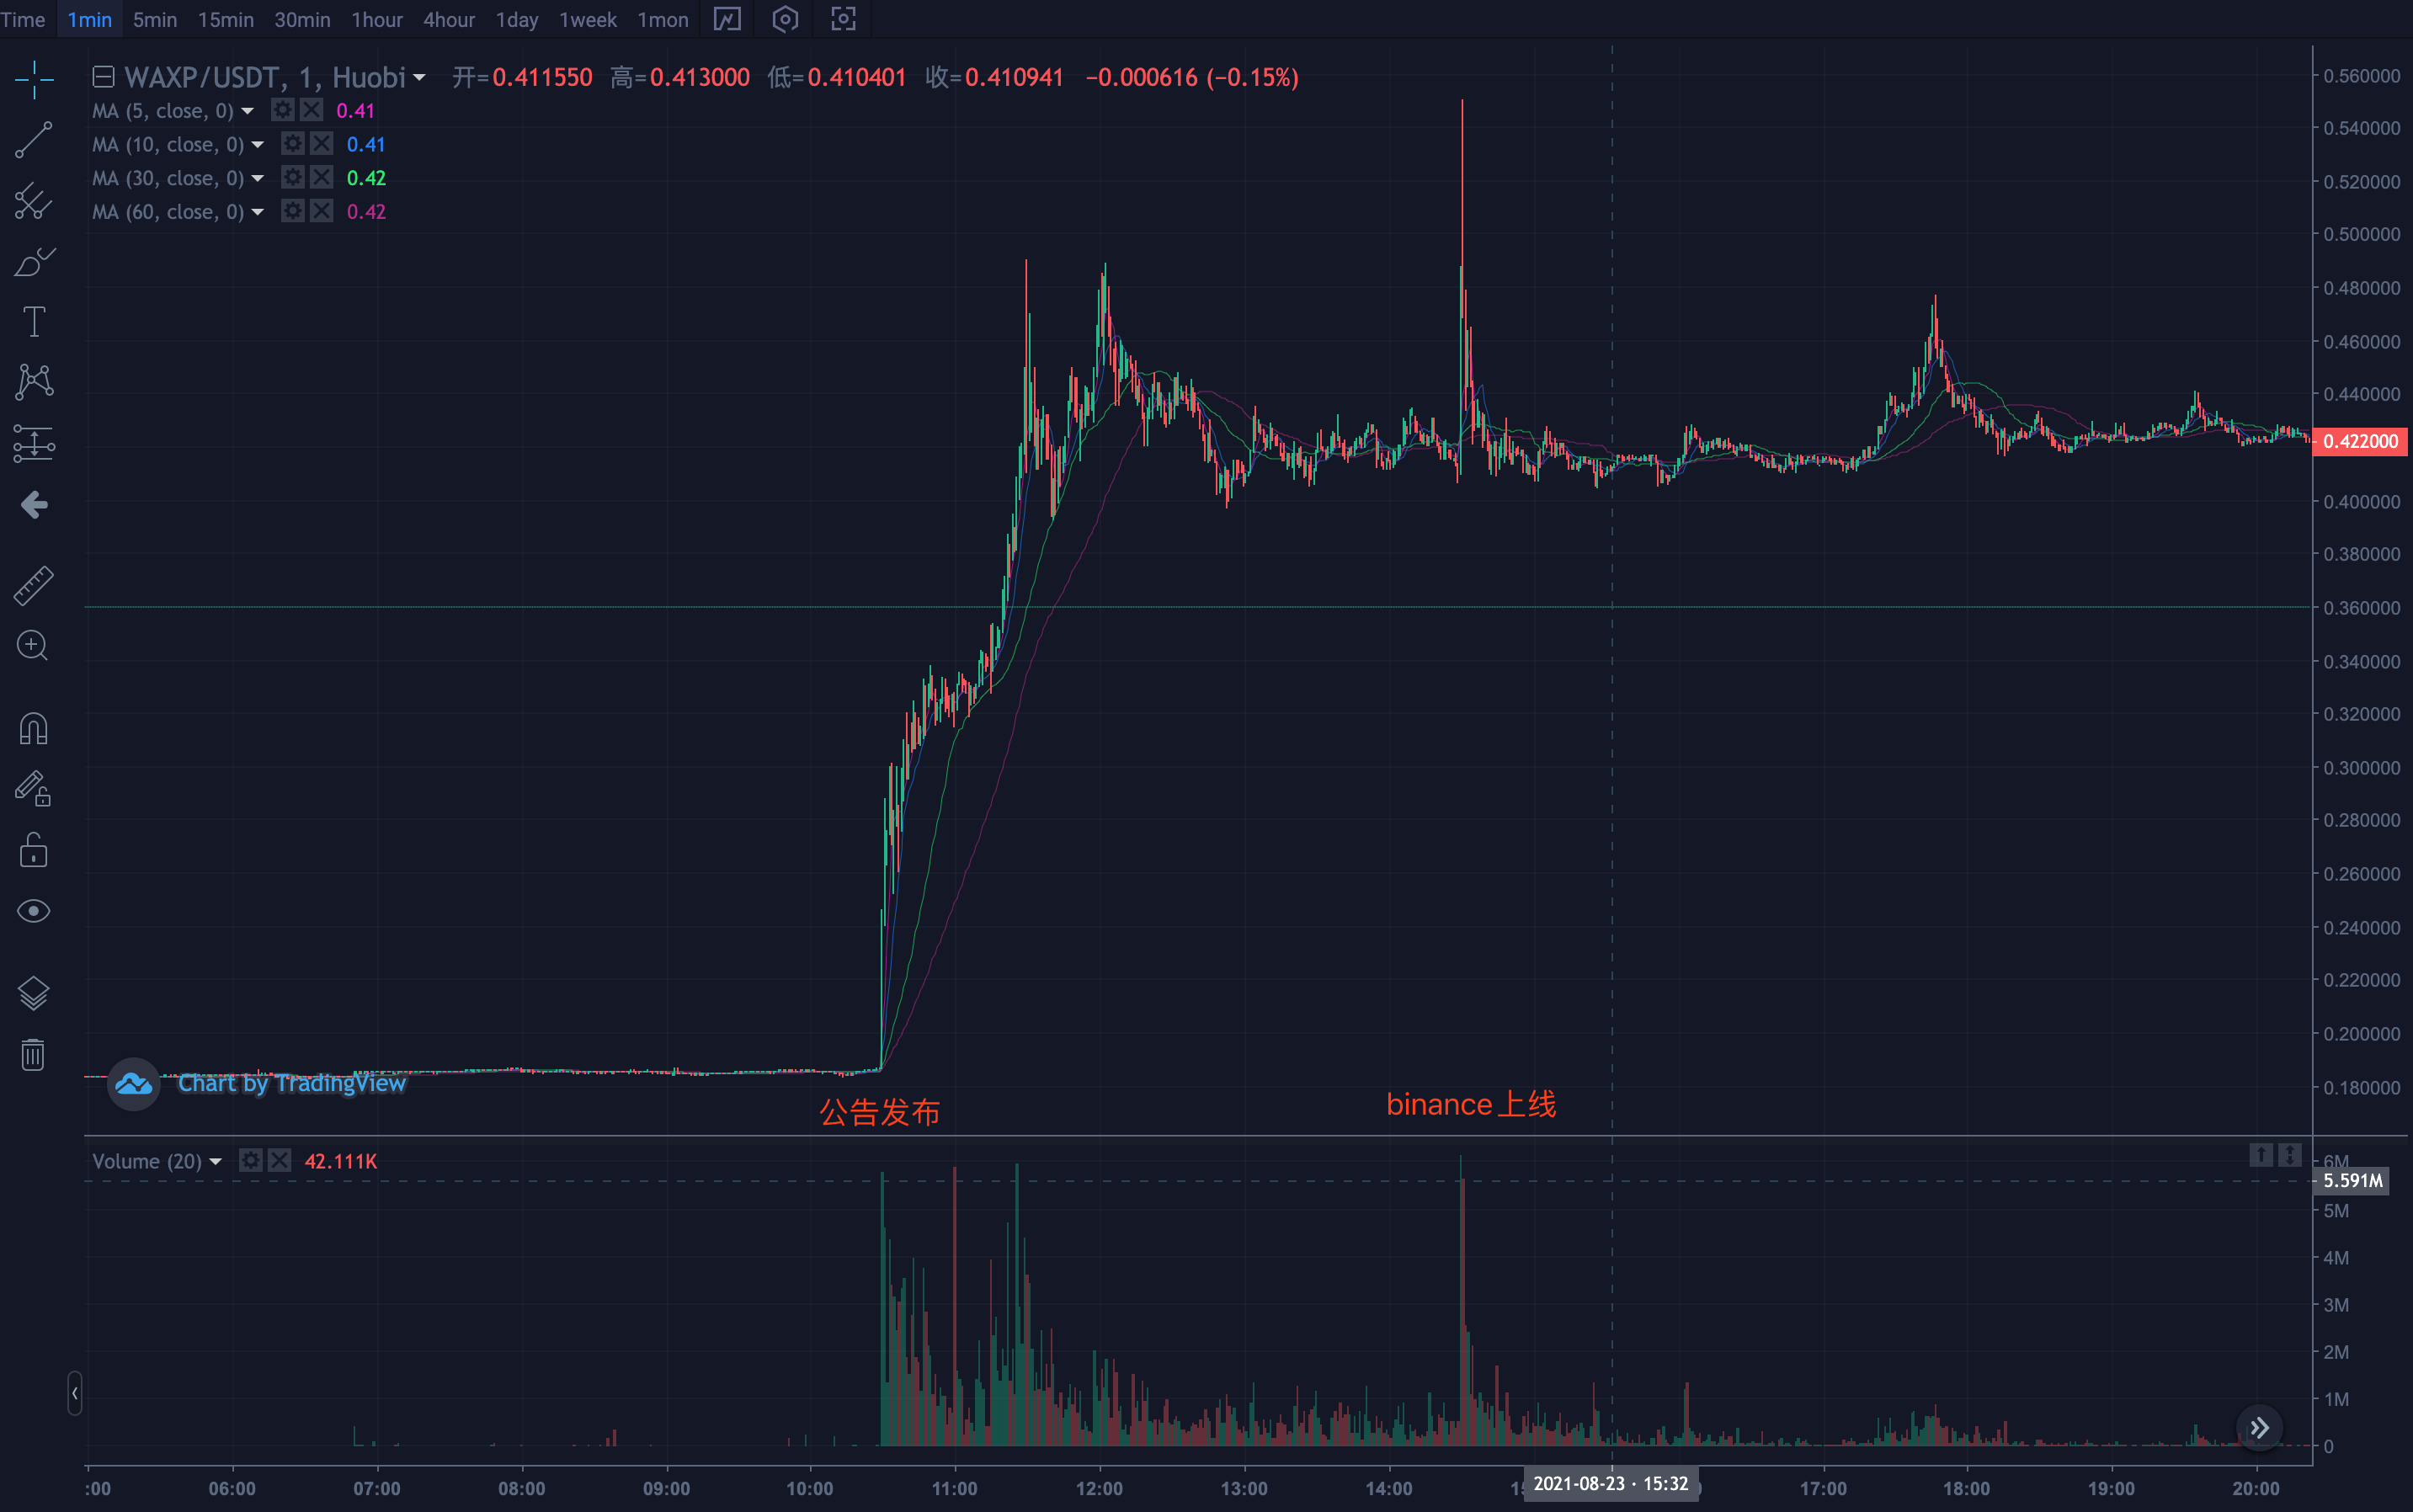 Time 1min 5min 15min 30min 1hour 4hour 1day 1week 1mon
WAXP/USDT, 1, Huobi 开=0.411550 高=0.413000 低=0.410401 收=0.410941 −0.000616 (−0.15%)
MA (5, close, 0) 0.41
MA (10, close, 0) 0.41
MA (30, close, 0) 0.42
MA (60, close, 0) 0.42
0.560000
0.540000
0.520000
0.500000
0.480000
0.460000
0.440000
0.422000
0.400000
0.380000
0.360000
0.340000
0.320000
0.300000
0.280000
0.260000
0.240000
0.220000
0.200000
0.180000
Chart by TradingView
公告发布
binance上线
Volume (20) 42.111K
6M
5.591M
5M
4M
3M
2M
1M
0
:00 06:00 07:00 08:00 09:00 10:00 11:00 12:00 13:00 14:00 2021-08-23 · 15:32 17:00 18:00 19:00 20:00